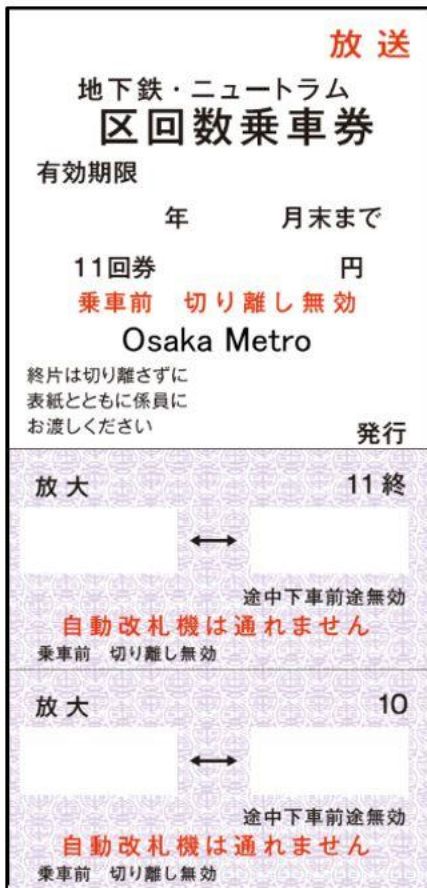 放送
地下鉄・ニュートラム
区回数乗車券
有効期限
年 月末まで
11回券 円
乗車前 切り離し無効
Osaka Metro
終片は切り離さずに
表紙とともに係員に
お渡しください
発行
放大 11終
↔
途中下車前途無効
自動改札機は通れません
乗車前 切り離し無効
放大 10
↔
途中下車前途無効
自動改札機は通れません
乗車前 切り離し無効